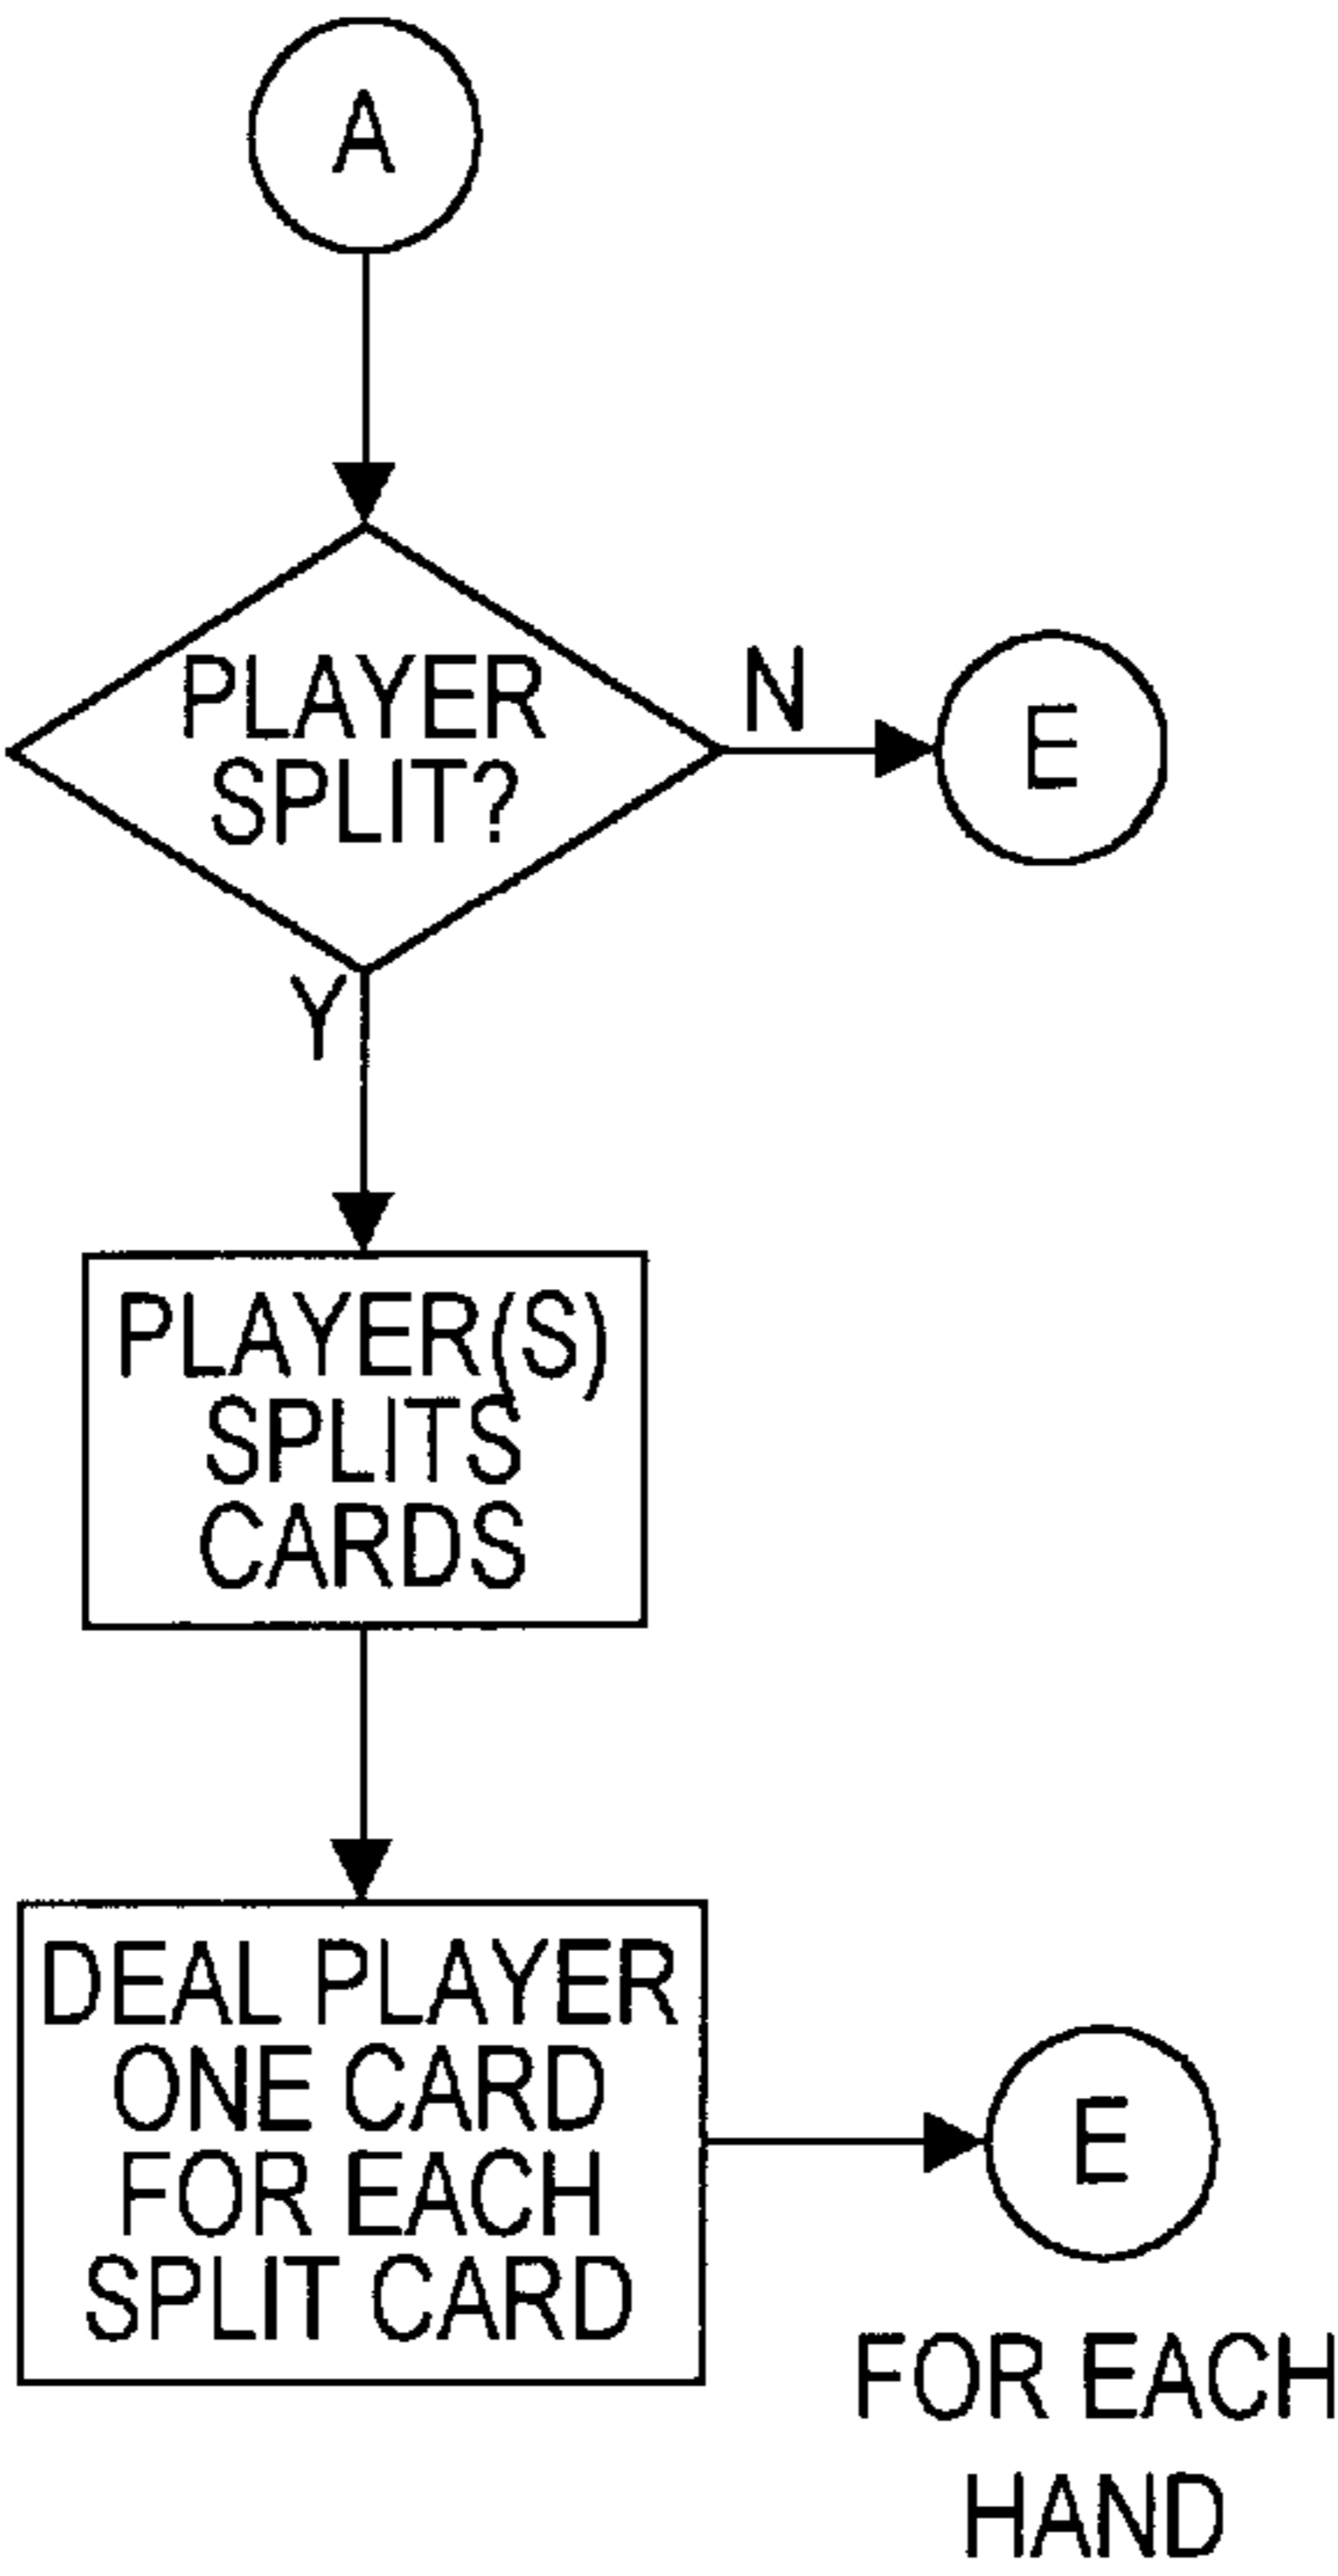 A
PLAYER
SPLIT?
N
E
Y
PLAYER(S)
SPLITS
CARDS
DEAL PLAYER
ONE CARD
FOR EACH
SPLIT CARD
E
FOR EACH
HAND